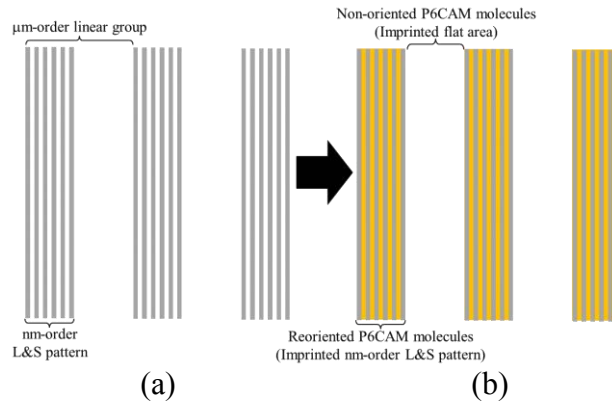 μm-order linear group
Non-oriented P6CAM molecules
(Imprinted flat area)
nm-order
L&S pattern
Reoriented P6CAM molecules
(Imprinted nm-order L&S pattern)
(a)
(b)